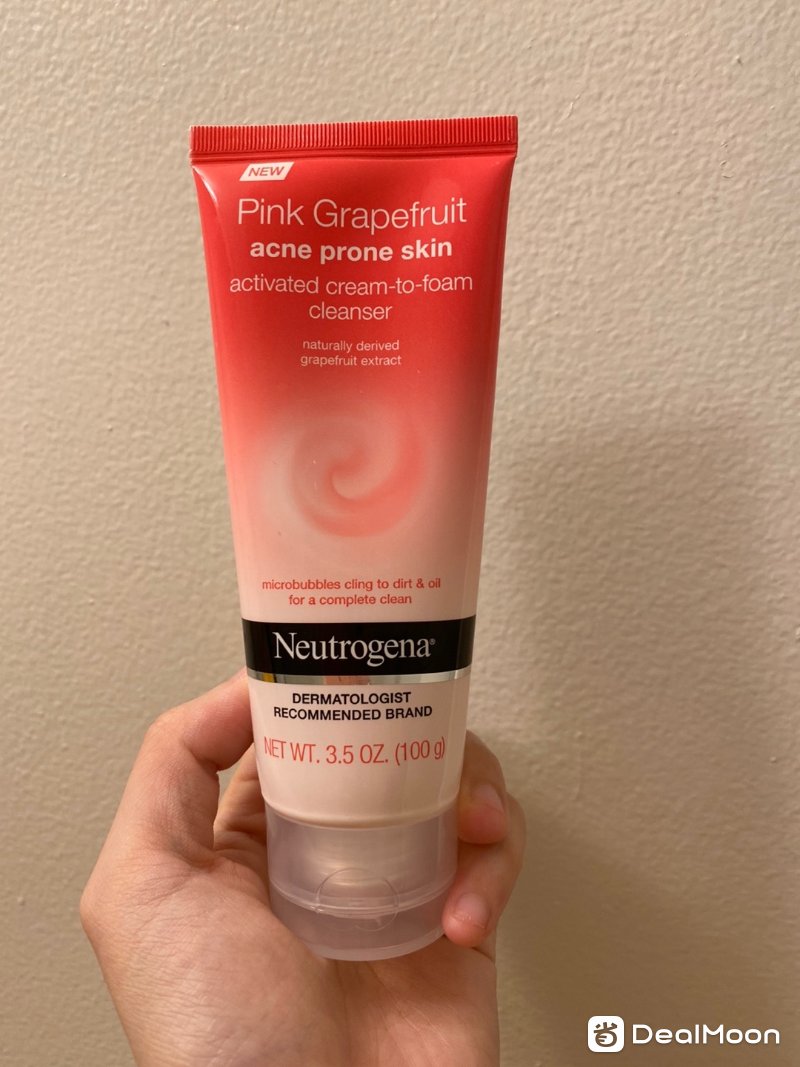 NEW
Pink Grapefruit
acne prone skin
activated cream-to-foam
cleanser
naturally derived
grapefruit extract
microbubbles cling to dirt & oil
for a complete clean
Neutrogena®
DERMATOLOGIST
RECOMMENDED BRAND
NET WT. 3.5 OZ. (100 g)
DealMoon